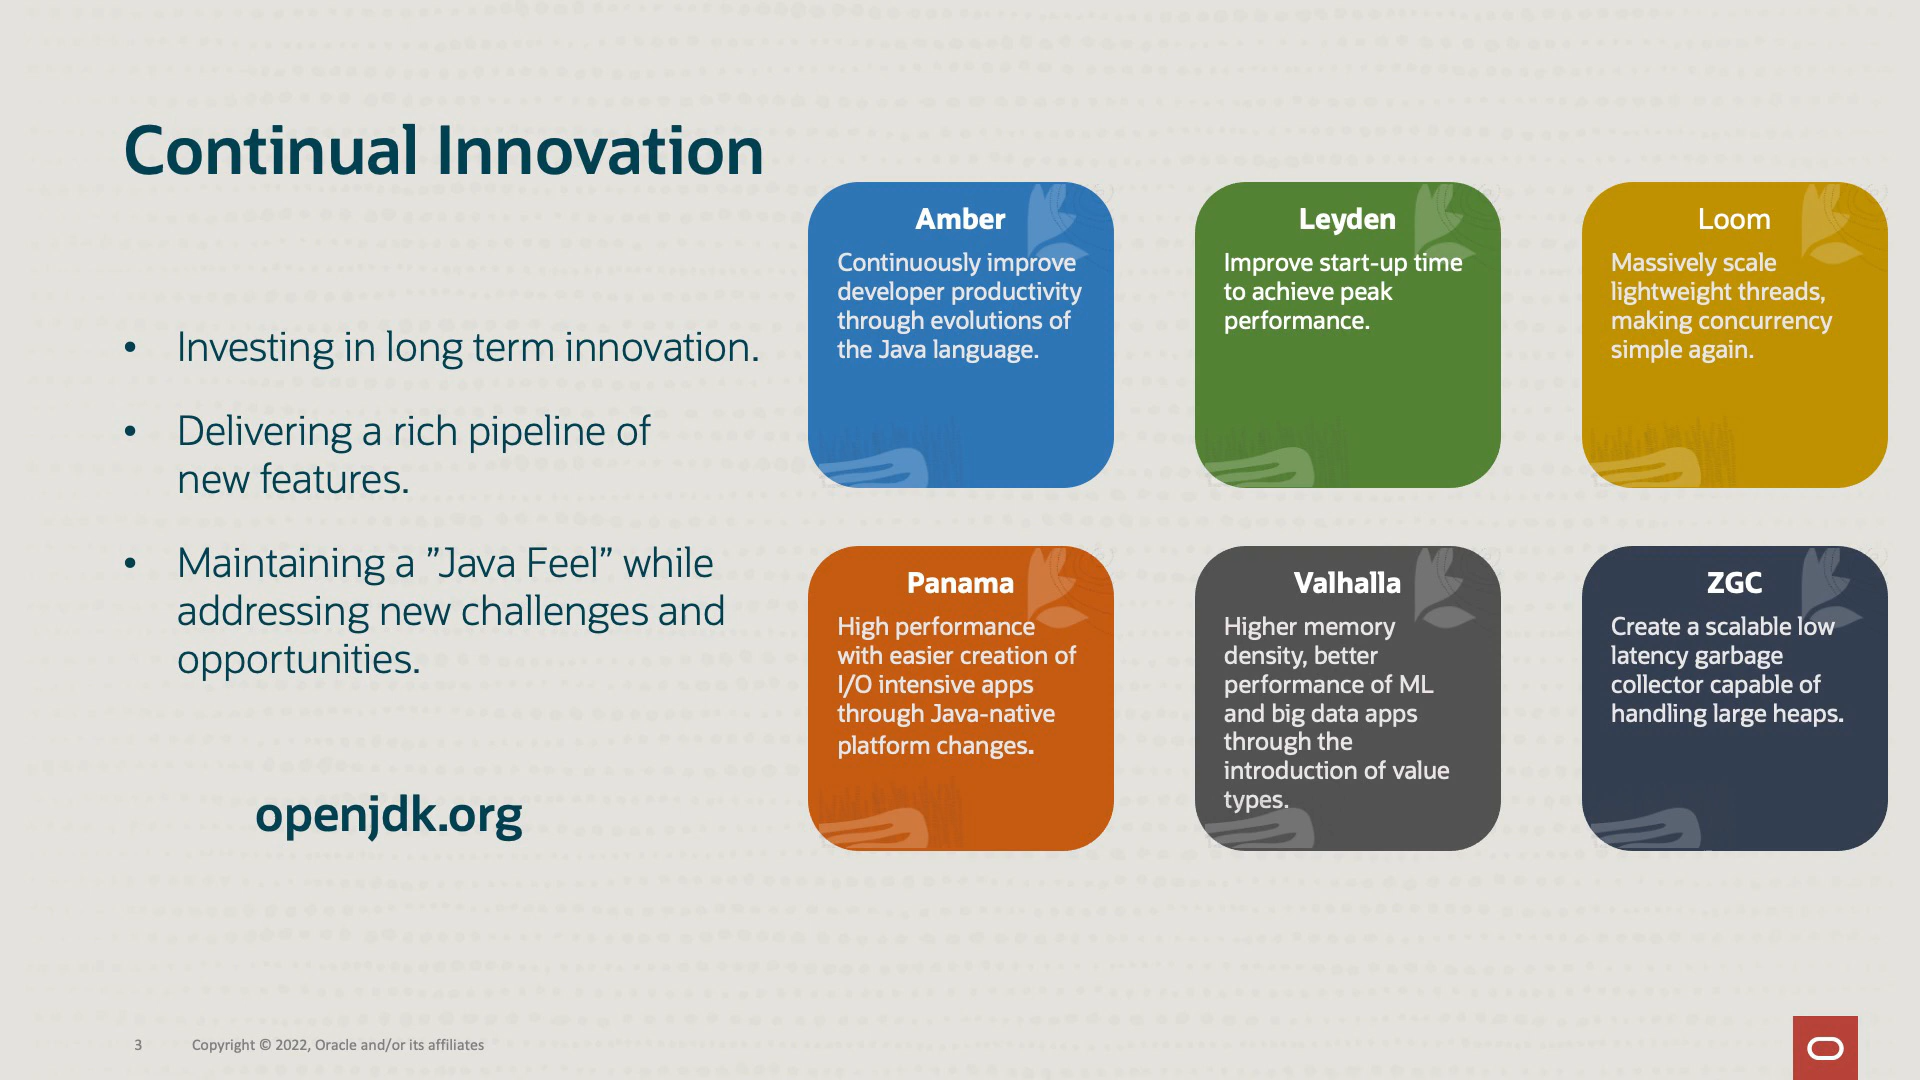 Continual Innovation
• Investing in long term innovation.
• Delivering a rich pipeline of
new features.
• Maintaining a ”Java Feel” while
addressing new challenges and
opportunities.
openjdk.org
Amber
Continuously improve
developer productivity
through evolutions of
the Java language.
Leyden
Improve start-up time
to achieve peak
performance.
Loom
Massively scale
lightweight threads,
making concurrency
simple again.
Panama
High performance
with easier creation of
I/O intensive apps
through Java-native
platform changes.
Valhalla
Higher memory
density, better
performance of ML
and big data apps
through the
introduction of value
types.
ZGC
Create a scalable low
latency garbage
collector capable of
handling large heaps.
3 Copyright © 2022, Oracle and/or its affiliates